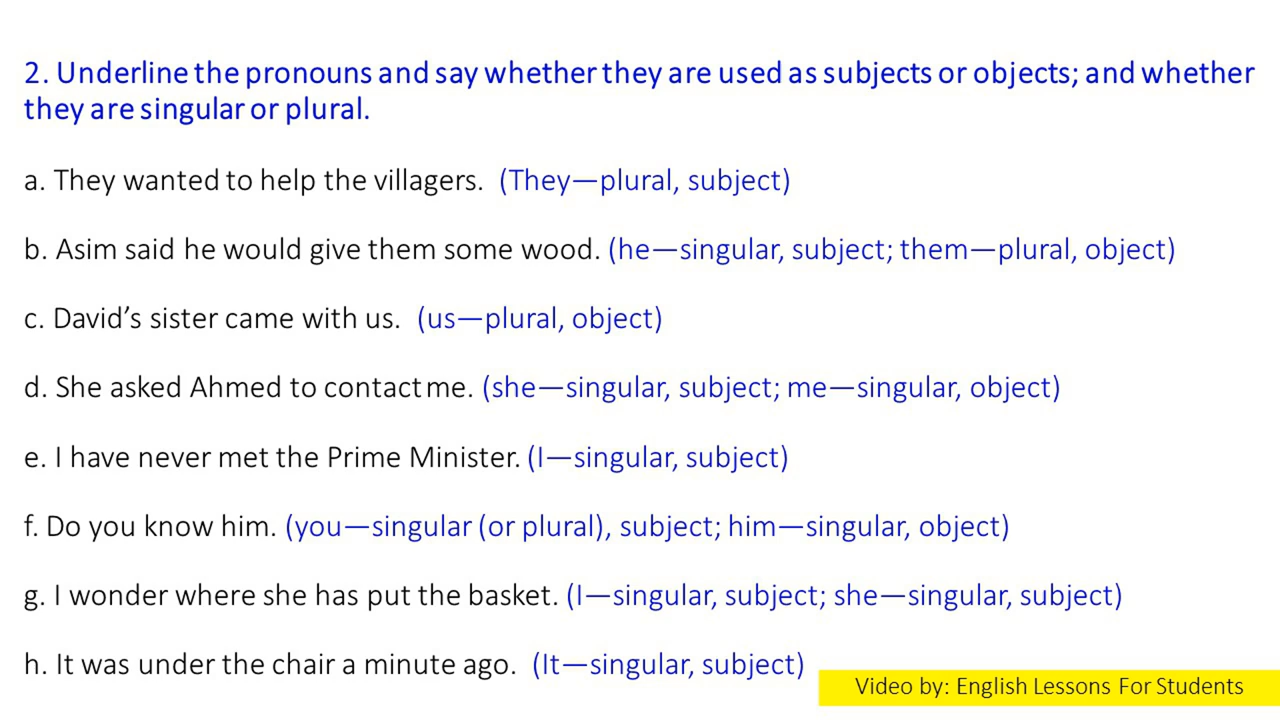 2. Underline the pronouns and say whether they are used as subjects or objects; and whether
they are singular or plural.
a. They wanted to help the villagers. (They—plural, subject)
b. Asim said he would give them some wood. (he—singular, subject; them—plural, object)
c. David’s sister came with us. (us—plural, object)
d. She asked Ahmed to contact me. (she—singular, subject; me—singular, object)
e. I have never met the Prime Minister. (I—singular, subject)
f. Do you know him. (you—singular (or plural), subject; him—singular, object)
g. I wonder where she has put the basket. (I—singular, subject; she—singular, subject)
h. It was under the chair a minute ago. (It—singular, subject)
Video by: English Lessons For Students